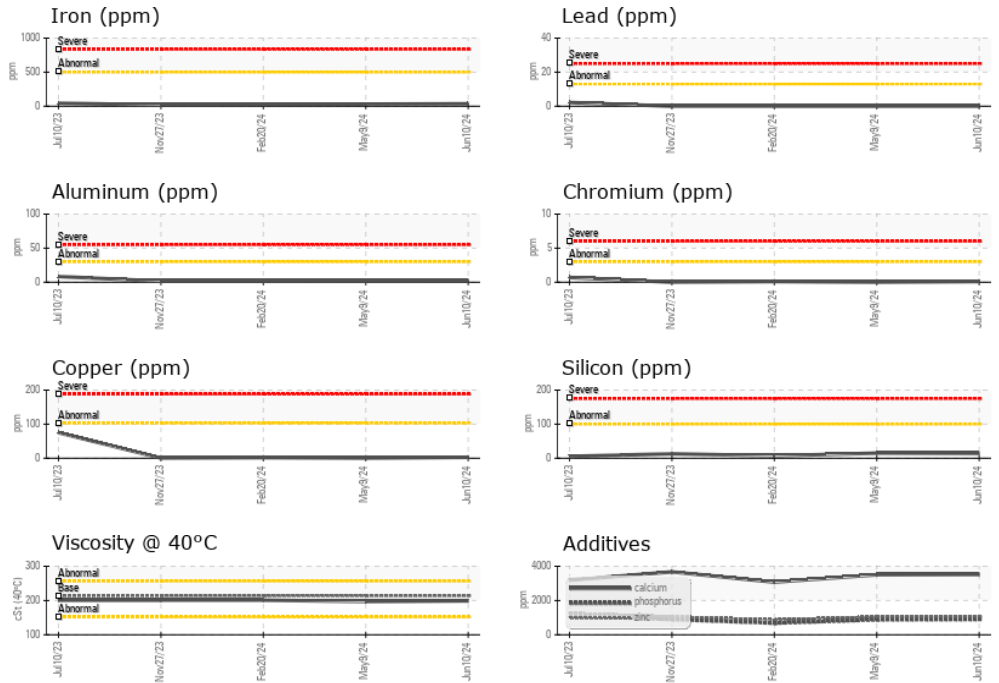 Iron (ppm)
1000
500
0
ppm
Severe
Abnormal
Jul10/23
Nov27/23
Feb20/24
May9/24
Jun10/24
Lead (ppm)
40
20
0
ppm
Severe
Abnormal
Jul10/23
Nov27/23
Feb20/24
May9/24
Jun10/24
Aluminum (ppm)
100
50
0
ppm
Severe
Abnormal
Jul10/23
Nov27/23
Feb20/24
May9/24
Jun10/24
Chromium (ppm)
10
5
0
ppm
Severe
Abnormal
Jul10/23
Nov27/23
Feb20/24
May9/24
Jun10/24
Copper (ppm)
200
100
0
ppm
Severe
Abnormal
Jul10/23
Nov27/23
Feb20/24
May9/24
Jun10/24
Silicon (ppm)
200
100
0
ppm
Severe
Abnormal
Jul10/23
Nov27/23
Feb20/24
May9/24
Jun10/24
Viscosity @ 40°C
300
200
100
cSt (40°C)
Abnormal
Base
Abnormal
Jul10/23
Nov27/23
Feb20/24
May9/24
Jun10/24
Additives
4000
2000
0
ppm
calcium
phosphorus
zinc
Jul10/23
Nov27/23
Feb20/24
May9/24
Jun10/24